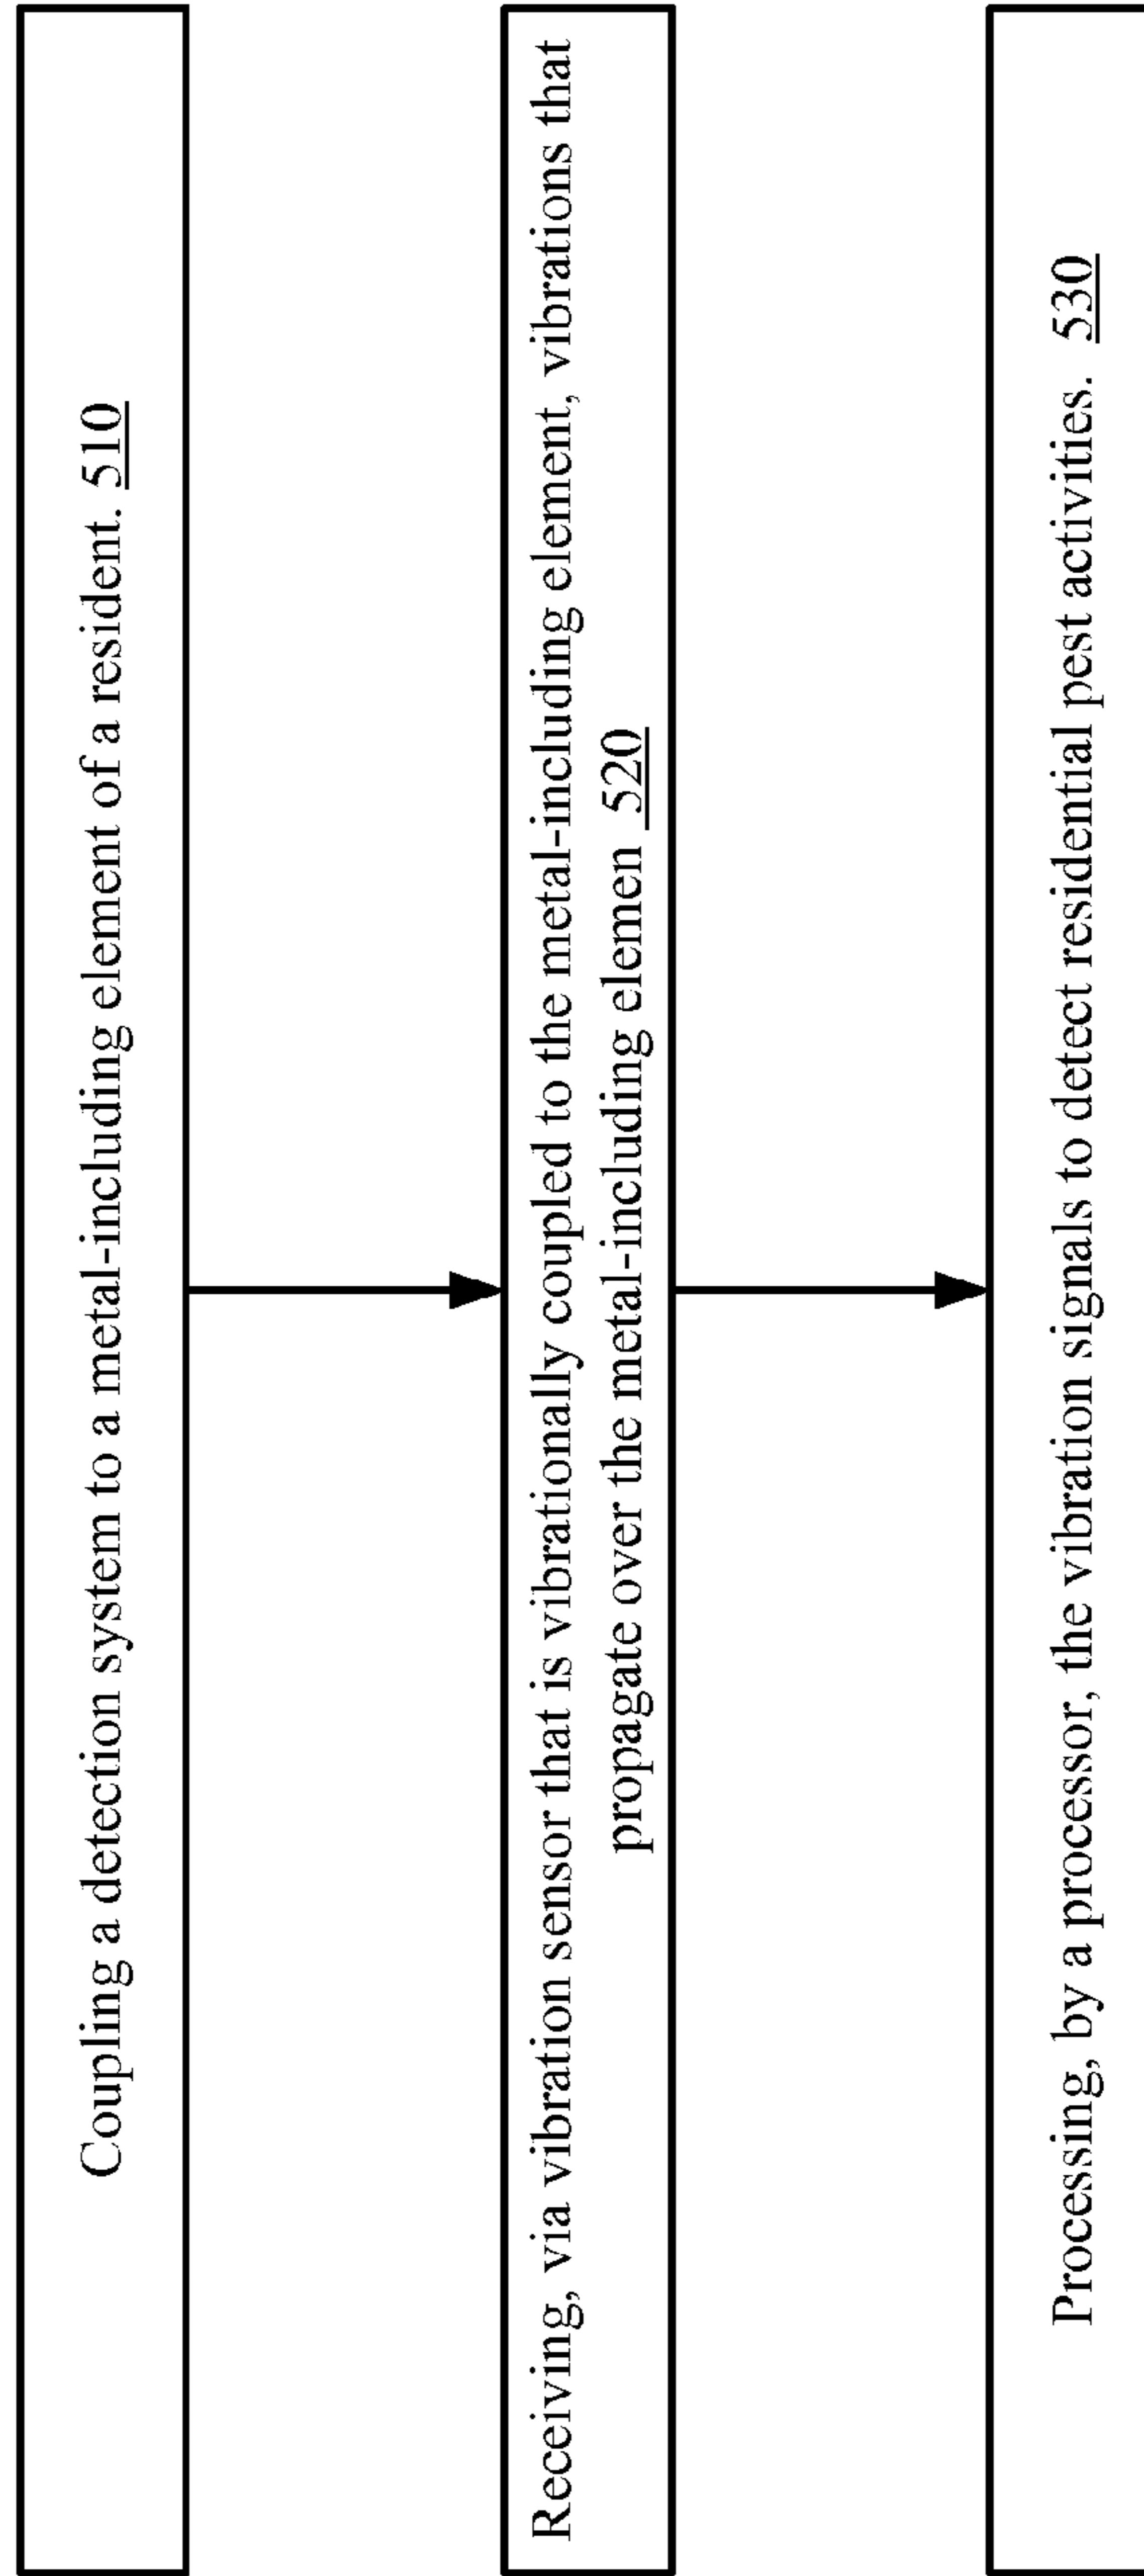 Coupling a detection system to a metal-including element of a resident. 510
Receiving, via vibration sensor that is vibrationally coupled to the metal-including element, vibrations that
propagate over the metal-including elemen 520
Processing, by a processor, the vibration signals to detect residential pest activities. 530